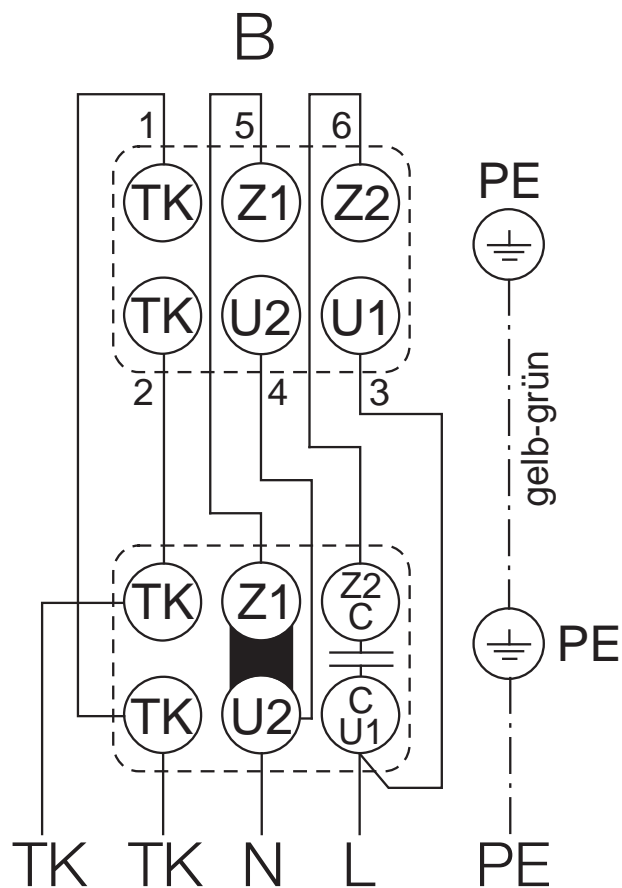 B
1 5 6
TK Z1 Z2 PE
TK U2 U1
2 4 3
gelb-grün
TK Z1 Z2
C
PE
TK U2 C
U1
TK TK N L PE